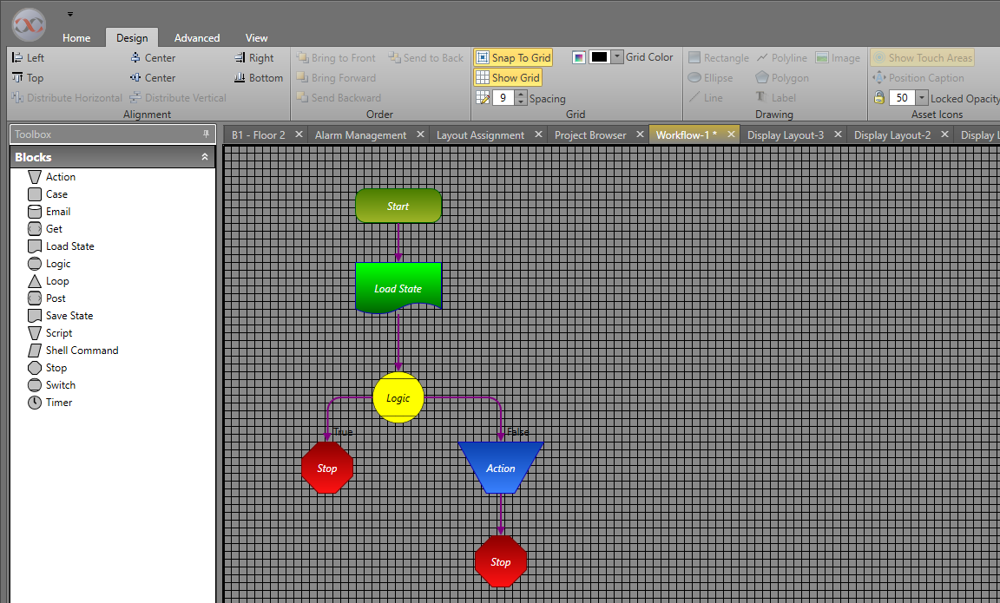 Home Design Advanced View
Left Center Right Bring to Front Send to Back Snap To Grid Grid Color Rectangle Polyline Image Show Touch Areas
Top Center Bottom Bring Forward Show Grid Ellipse Polygon Position Caption
Distribute Horizontal Distribute Vertical Send Backward 9 Spacing Line Label 50 Locked Opacity
Alignment Order Grid Drawing Asset Icons
Toolbox B1 - Floor 2 Alarm Management Layout Assignment Project Browser Workflow-1 * Display Layout-3 Display Layout-2 Display
Blocks
Action
Case
Email
Get
Load State
Logic
Loop
Post
Save State
Script
Shell Command
Stop
Switch
Timer
Start
Load State
Logic
True False
Stop Action
Stop